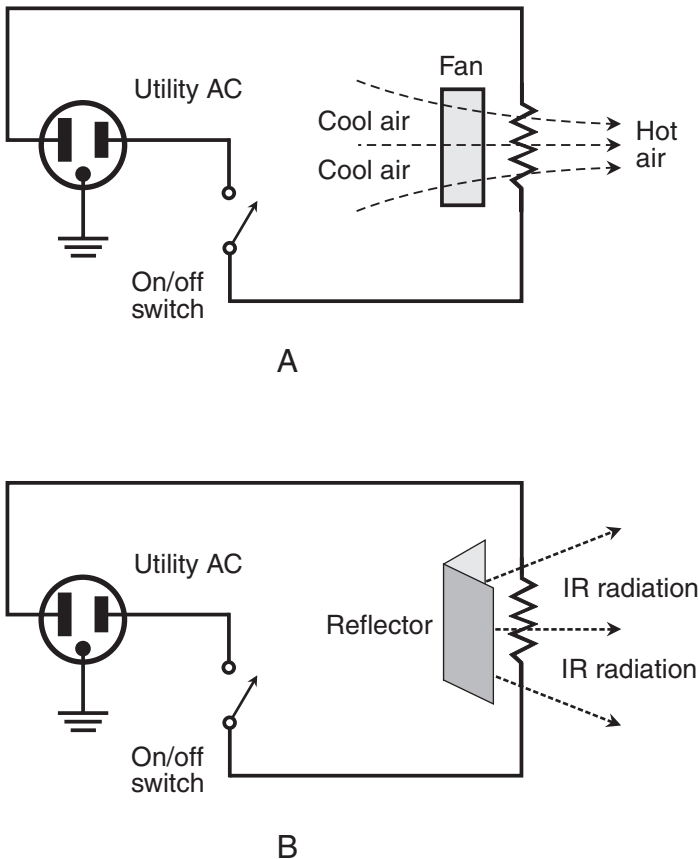 Fan
Utility AC
Cool air
Hot
air
Cool air
On/off
switch
A
Utility AC
IR radiation
Reflector
IR radiation
On/off
switch
B